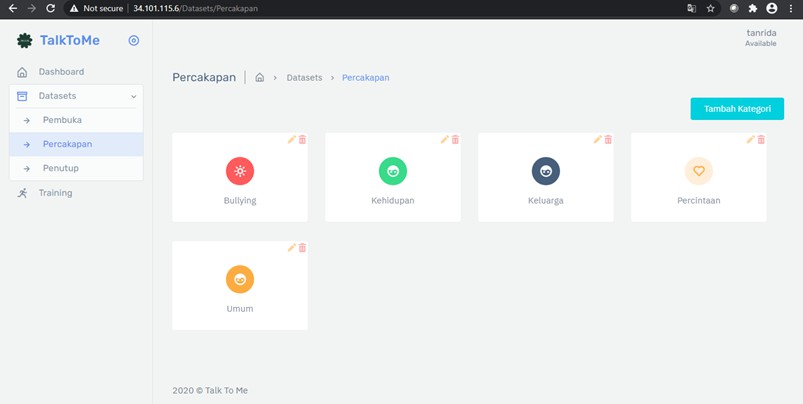 Not secure | 34.101.115.6/Datasets/Percakapan
TalkToMe
tanrida
Available
Dashboard
Datasets
Pembuka
Percakapan
Penutup
Training
Percakapan | Datasets > Percakapan
Tambah Kategori
Bullying
Kehidupan
Keluarga
Percintaan
Umum
2020 © Talk To Me